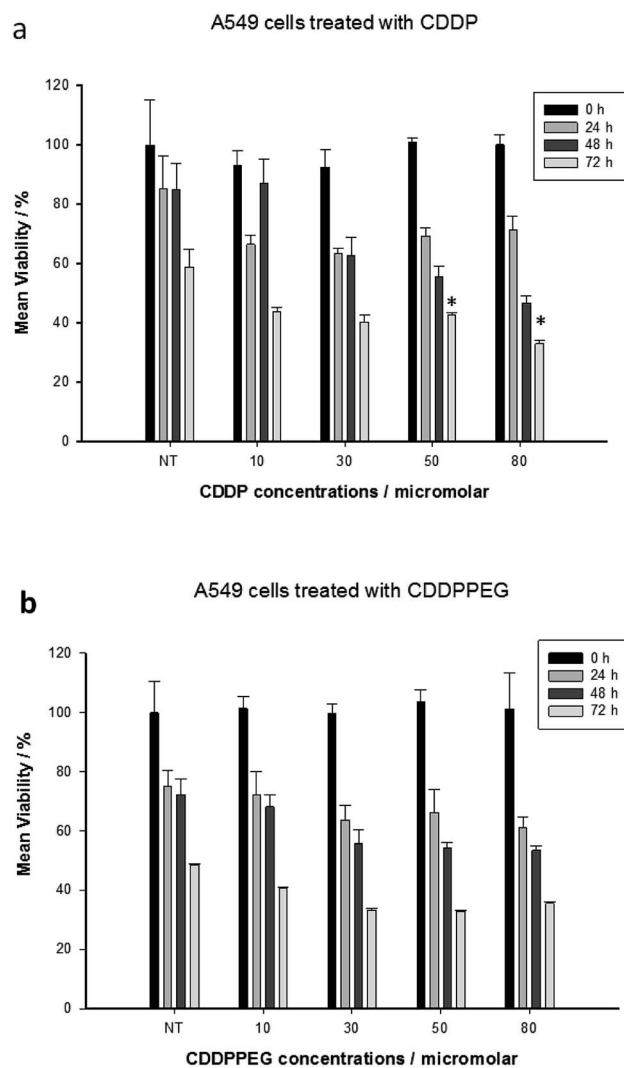 a
A549 cells treated with CDDP
120
100
80
60
40
20
0
Mean Viability / %
0 h
24 h
48 h
72 h
*
*
NT 10 30 50 80
CDDP concentrations / micromolar
b
A549 cells treated with CDDPPEG
120
100
80
60
40
20
0
Mean Viability / %
0 h
24 h
48 h
72 h
NT 10 30 50 80
CDDPPEG concentrations / micromolar